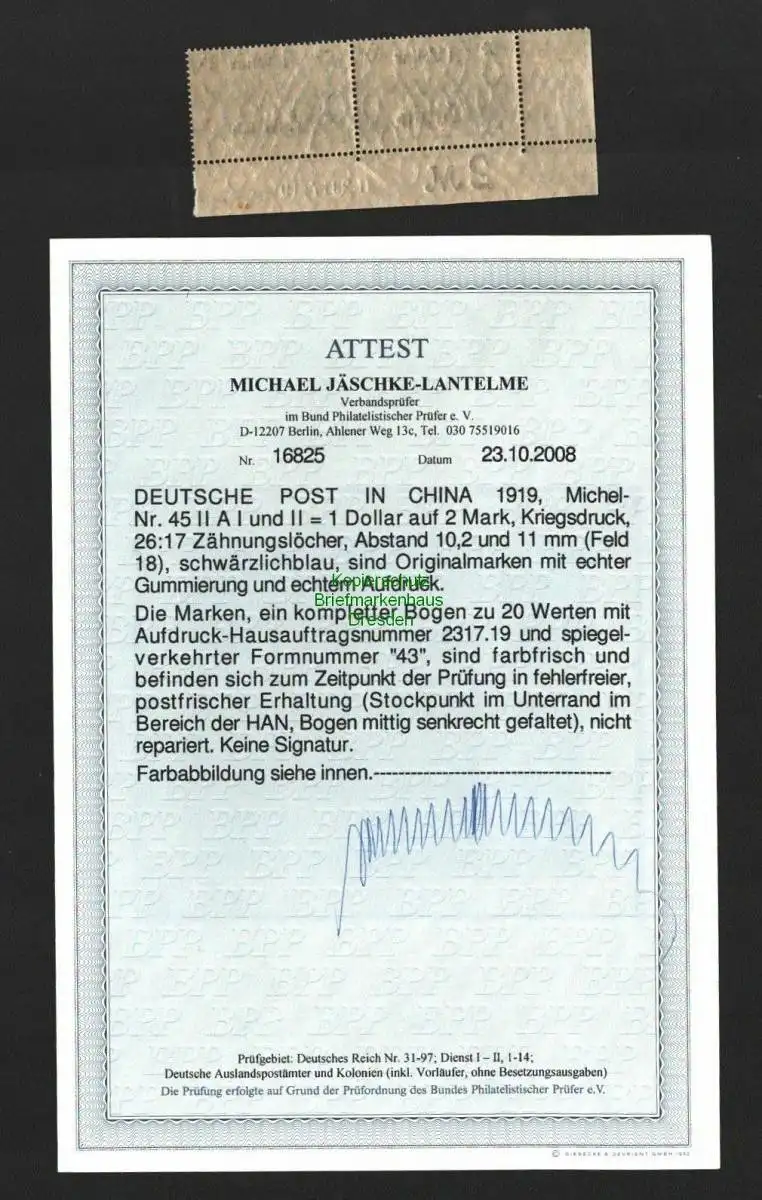 ATTEST
MICHAEL JÄSCHKE-LANTELME
Verbandsprüfer
im Bund Philatelistischer Prüfer e. V.
D-12207 Berlin, Ahlener Weg 13c, Tel. 030 75519016
Nr. 16825 Datum 23.10.2008
DEUTSCHE POST IN CHINA 1919, Michel-
Nr. 45 II A I und II = 1 Dollar auf 2 Mark, Kriegsdruck,
26:17 Zähnungslöcher, Abstand 10,2 und 11 mm (Feld
18), schwärzlichblau, sind Originalmarken mit echter
Gummierung und echtem Aufdruck.
Kopierschutz
Briefmarkenhaus
Dresden
Die Marken, ein kompletter Bogen zu 20 Werten mit
Aufdruck-Hausauftragsnummer 2317.19 und spiegel-
verkehrter Formnummer "43", sind farbfrisch und
befinden sich zum Zeitpunkt der Prüfung in fehlerfreier,
postfrischer Erhaltung (Stockpunkt im Unterrand im
Bereich der HAN, Bogen mittig senkrecht gefaltet), nicht
repariert. Keine Signatur.
Farbabbildung siehe innen.---------------------------------------
Prüfgebiet: Deutsches Reich Nr. 31-97; Dienst I – II, 1-14;
Deutsche Auslandspostämter und Kolonien (inkl. Vorläufer, ohne Besetzungsausgaben)
Die Prüfung erfolgte auf Grund der Prüfordnung des Bundes Philatelistischer Prüfer e.V.
© GIESECKE & DEVRIENT GMBH